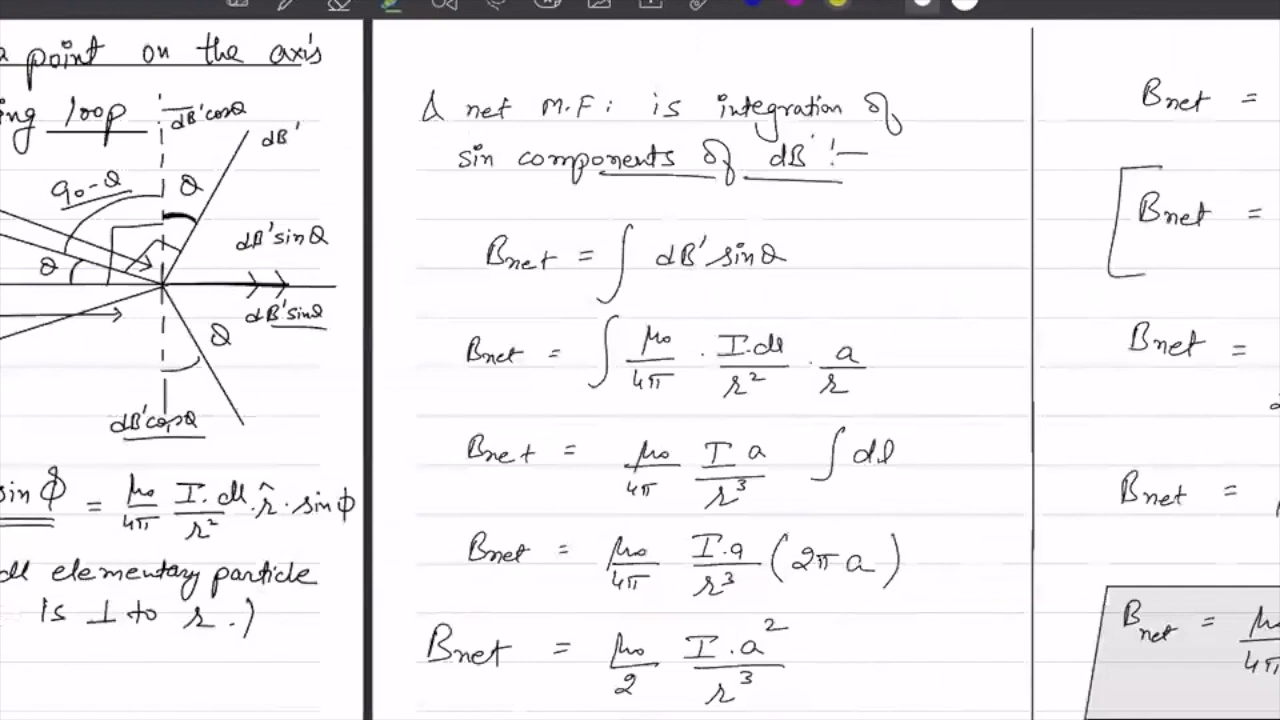 a point on the axis
ing loop
dB'cosθ
dB'
90-θ
θ
dB'sinθ
θ
dB'sinθ
θ
dB'cosθ
sin ϕ = μ₀/4π I.dl/r² r̂. sinϕ
dl elementary particle
is ⊥ to r.)
& net M.F. is integration of
sin components of dB' :-
Bnet = ∫ dB' sinθ
Bnet = ∫ μ₀/4π . I.dl/r² . a/r
Bnet = μ₀/4π I a/r³ ∫ dl
Bnet = μ₀/4π I.a/r³ (2πa)
Bnet = μ₀/2 I.a²/r³
Bnet =
Bnet =
Bnet =
Bnet =
Bnet = μ₀/4π